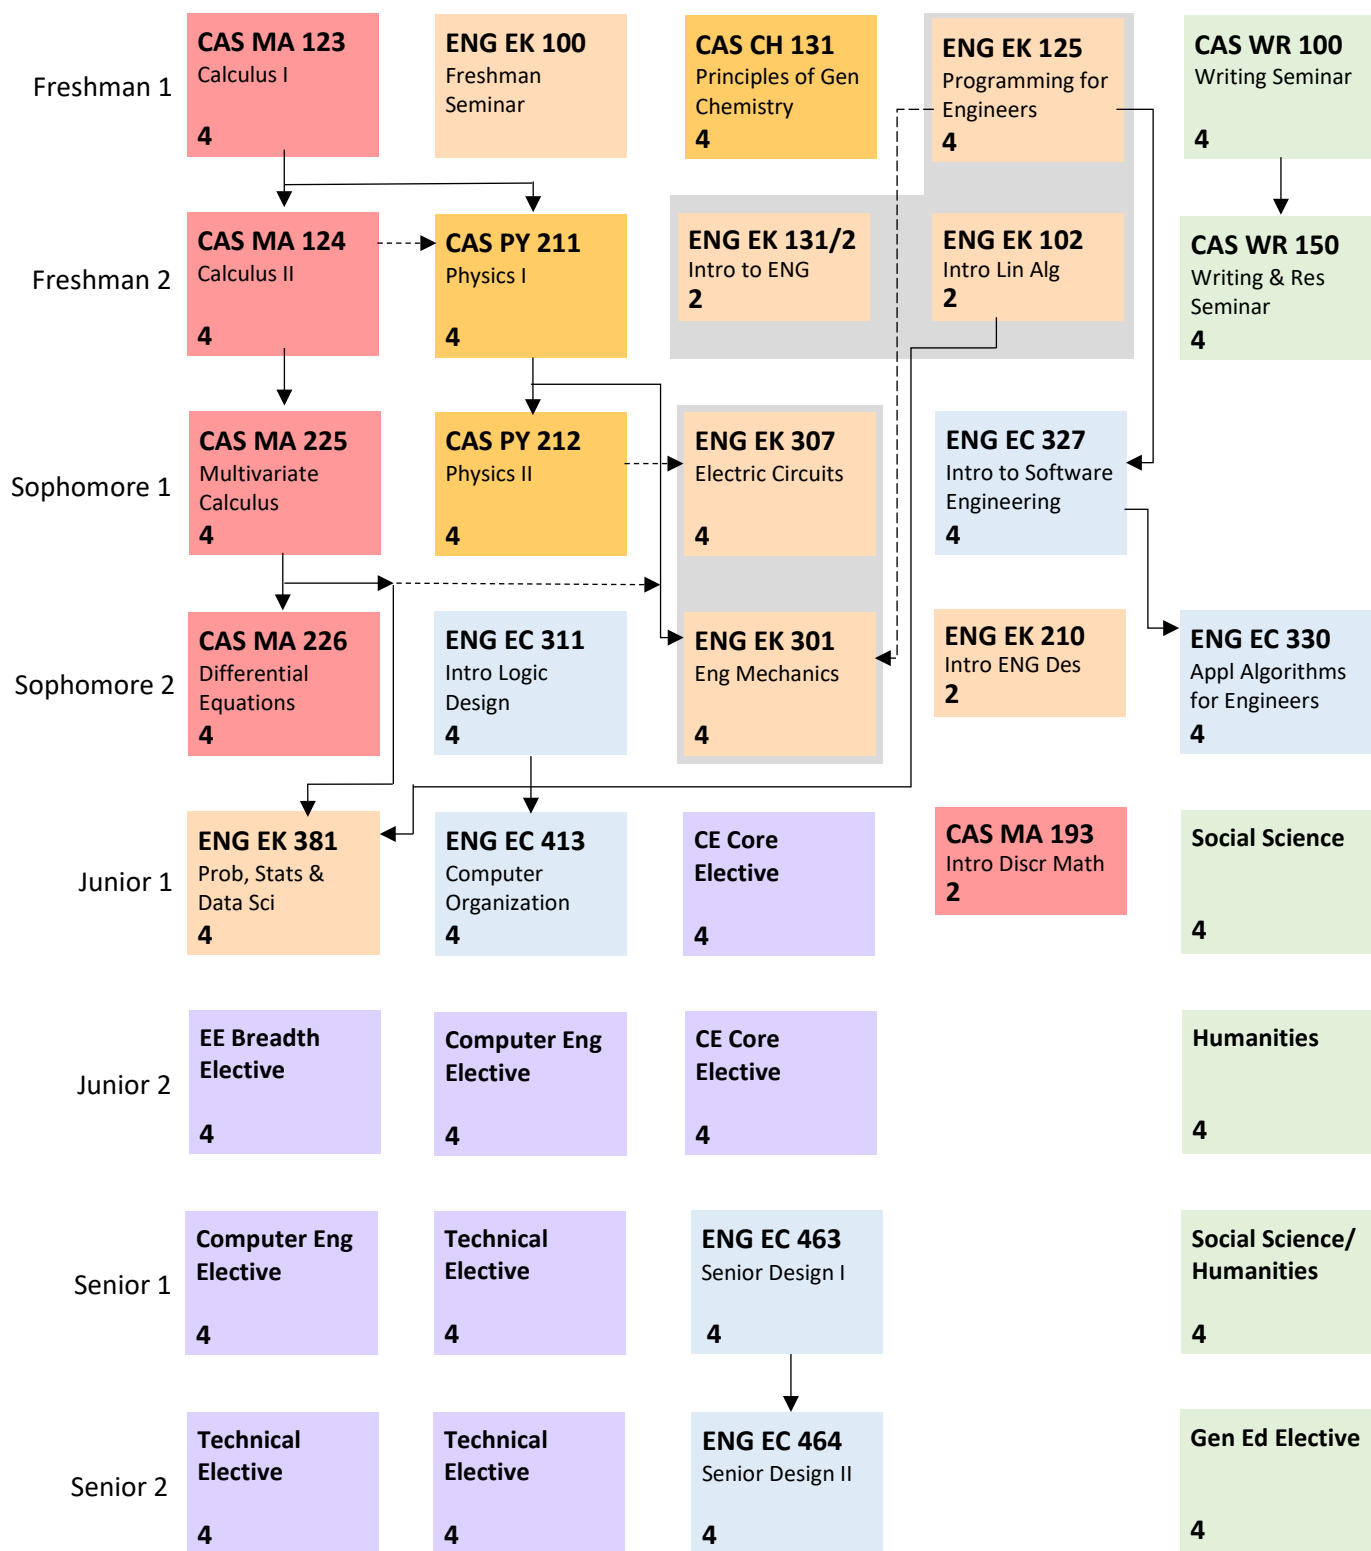 Freshman 1
CAS MA 123
Calculus I
4
ENG EK 100
Freshman
Seminar
CAS CH 131
Principles of Gen
Chemistry
4
ENG EK 125
Programming for
Engineers
4
CAS WR 100
Writing Seminar
4
Freshman 2
CAS MA 124
Calculus II
4
CAS PY 211
Physics I
4
ENG EK 131/2
Intro to ENG
2
ENG EK 102
Intro Lin Alg
2
CAS WR 150
Writing & Res
Seminar
4
Sophomore 1
CAS MA 225
Multivariate
Calculus
4
CAS PY 212
Physics II
4
ENG EK 307
Electric Circuits
4
ENG EC 327
Intro to Software
Engineering
4
Sophomore 2
CAS MA 226
Differential
Equations
4
ENG EC 311
Intro Logic
Design
4
ENG EK 301
Eng Mechanics
4
ENG EK 210
Intro ENG Des
2
ENG EC 330
Appl Algorithms
for Engineers
4
Junior 1
ENG EK 381
Prob, Stats &
Data Sci
4
ENG EC 413
Computer
Organization
4
CE Core
Elective
4
CAS MA 193
Intro Discr Math
2
Social Science
4
Junior 2
EE Breadth
Elective
4
Computer Eng
Elective
4
CE Core
Elective
4
Humanities
4
Senior 1
Computer Eng
Elective
4
Technical
Elective
4
ENG EC 463
Senior Design I
4
Social Science/
Humanities
4
Senior 2
Technical
Elective
4
Technical
Elective
4
ENG EC 464
Senior Design II
4
Gen Ed Elective
4